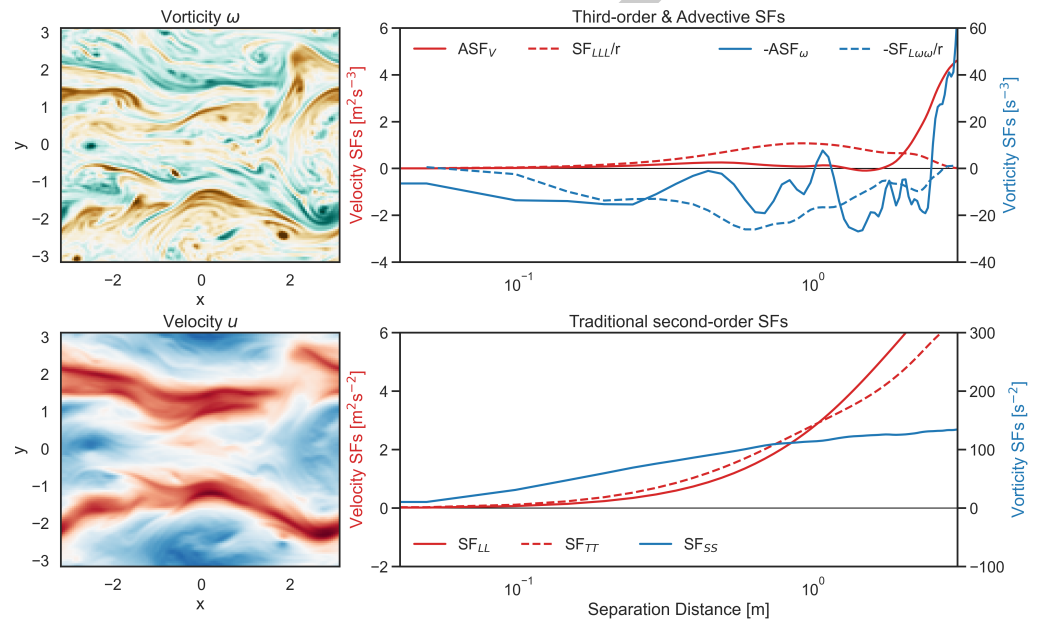 Vorticity ω
Third-order & Advective SFs
3
2
1
0
−1
−2
−3
y
−2
0
2
x
Velocity SFs [m²s⁻³]
6
4
2
0
−2
−4
ASF_V
SF_LLL/r
-ASF_ω
-SF_Lωω/r
60
40
20
0
−20
−40
Vorticity SFs [s⁻³]
10⁻¹
10⁰
Velocity u
Traditional second-order SFs
3
2
1
0
−1
−2
−3
y
−2
0
2
x
Velocity SFs [m²s⁻²]
6
4
2
0
−2
SF_LL
SF_TT
SF_SS
300
200
100
0
−100
Vorticity SFs [s⁻²]
10⁻¹
10⁰
Separation Distance [m]